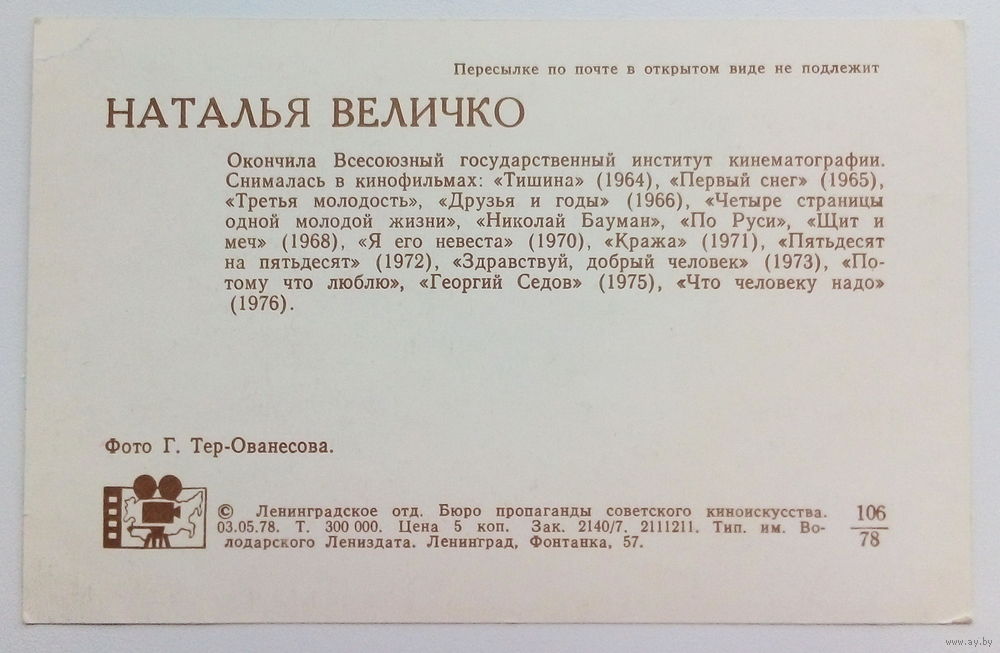 Пересылке по почте в открытом виде не подлежит
НАТАЛЬЯ ВЕЛИЧКО
Окончила Всесоюзный государственный институт кинематографии.
Снималась в кинофильмах: «Тишина» (1964), «Первый снег» (1965),
«Третья молодость», «Друзья и годы» (1966), «Четыре страницы
одной молодой жизни», «Николай Бауман», «По Руси», «Щит и
меч» (1968), «Я его невеста» (1970), «Кража» (1971), «Пятьдесят
на пятьдесят» (1972), «Здравствуй, добрый человек» (1973), «По-
тому что люблю», «Георгий Седов» (1975), «Что человеку надо»
(1976).
Фото Г. Тер-Ованесова.
© Ленинградское отд. Бюро пропаганды советского киноискусства.
03.05.78. Т. 300 000. Цена 5 коп. Зак. 2140/7. 2111211. Тип. им. Во-
лодарского Лениздата. Ленинград, Фонтанка, 57.
106
78
www.ay.by